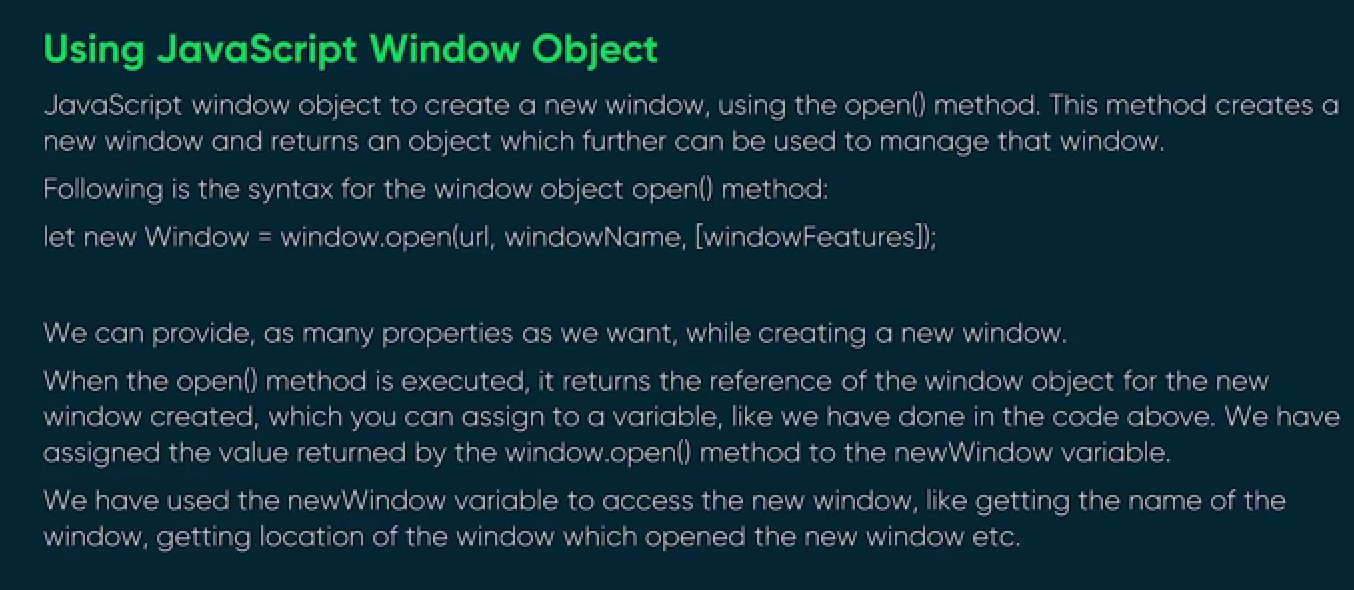 Using JavaScript Window Object
JavaScript window object to create a new window, using the open() method. This method creates a
new window and returns an object which further can be used to manage that window.
Following is the syntax for the window object open() method:
let new Window = window.open(url, windowName, [windowFeatures]);
We can provide, as many properties as we want, while creating a new window.
When the open() method is executed, it returns the reference of the window object for the new
window created, which you can assign to a variable, like we have done in the code above. We have
assigned the value returned by the window.open() method to the newWindow variable.
We have used the newWindow variable to access the new window, like getting the name of the
window, getting location of the window which opened the new window etc.